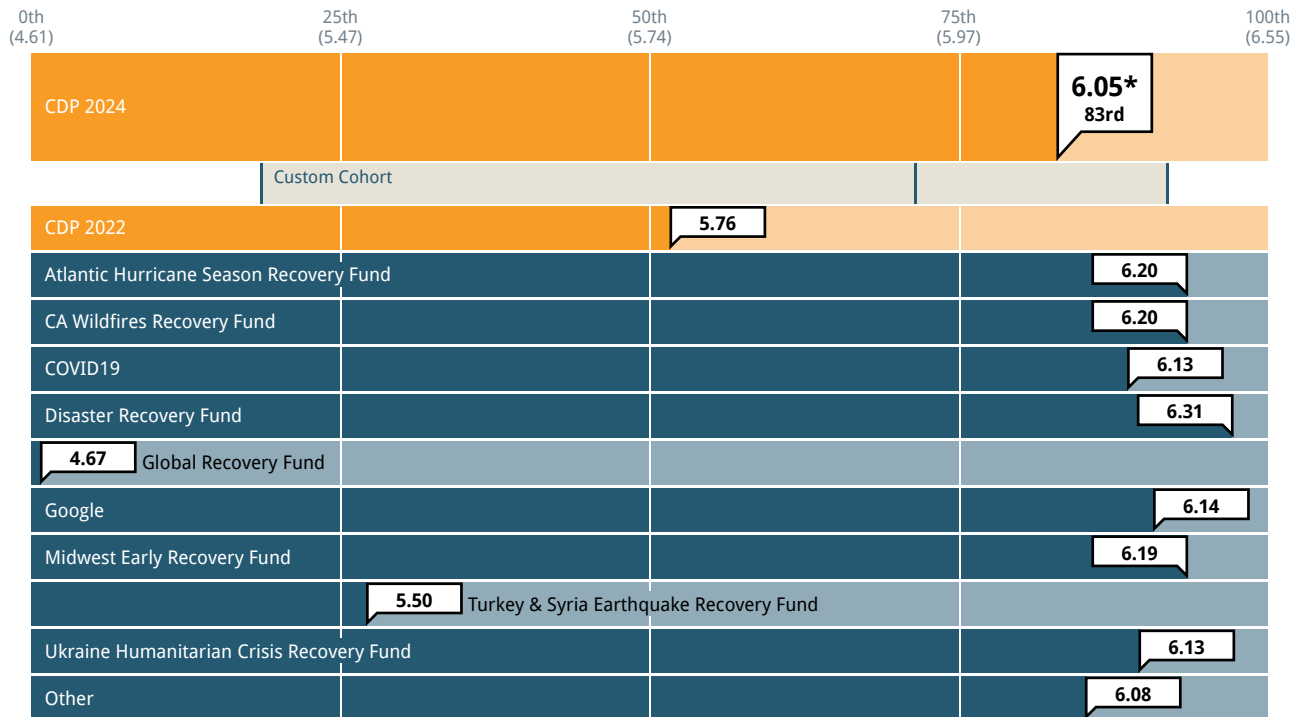 0th 25th 50th 75th 100th
(4.61) (5.47) (5.74) (5.97) (6.55)
CDP 2024
6.05*
83rd
Custom Cohort
CDP 2022 5.76
Atlantic Hurricane Season Recovery Fund 6.20
CA Wildfires Recovery Fund 6.20
COVID19 6.13
Disaster Recovery Fund 6.31
4.67 Global Recovery Fund
Google 6.14
Midwest Early Recovery Fund 6.19
5.50 Turkey & Syria Earthquake Recovery Fund
Ukraine Humanitarian Crisis Recovery Fund 6.13
Other 6.08